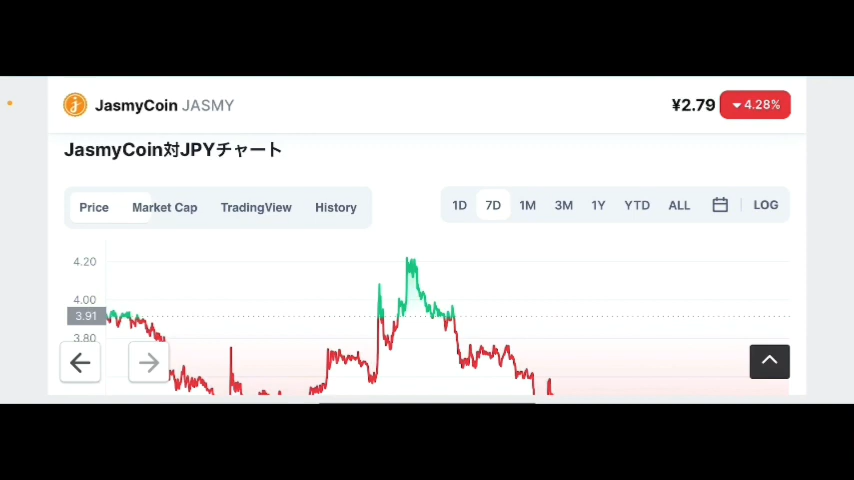 JasmyCoin JASMY
¥2.79 4.28%
JasmyCoin対JPYチャート
Price Market Cap TradingView History
1D 7D 1M 3M 1Y YTD ALL LOG
4.20
4.00
3.91
3.80